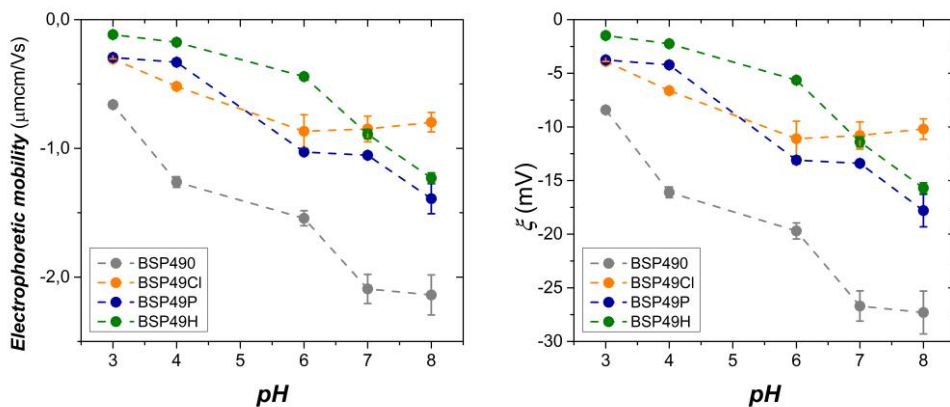 Electrophoretic mobility (µmcm/Vs)
0,0
-1,0
-2,0
BSP490
BSP49Cl
BSP49P
BSP49H
3 4 5 6 7 8
pH
ξ (mV)
0
-5
-10
-15
-20
-25
-30
BSP490
BSP49Cl
BSP49P
BSP49H
3 4 5 6 7 8
pH